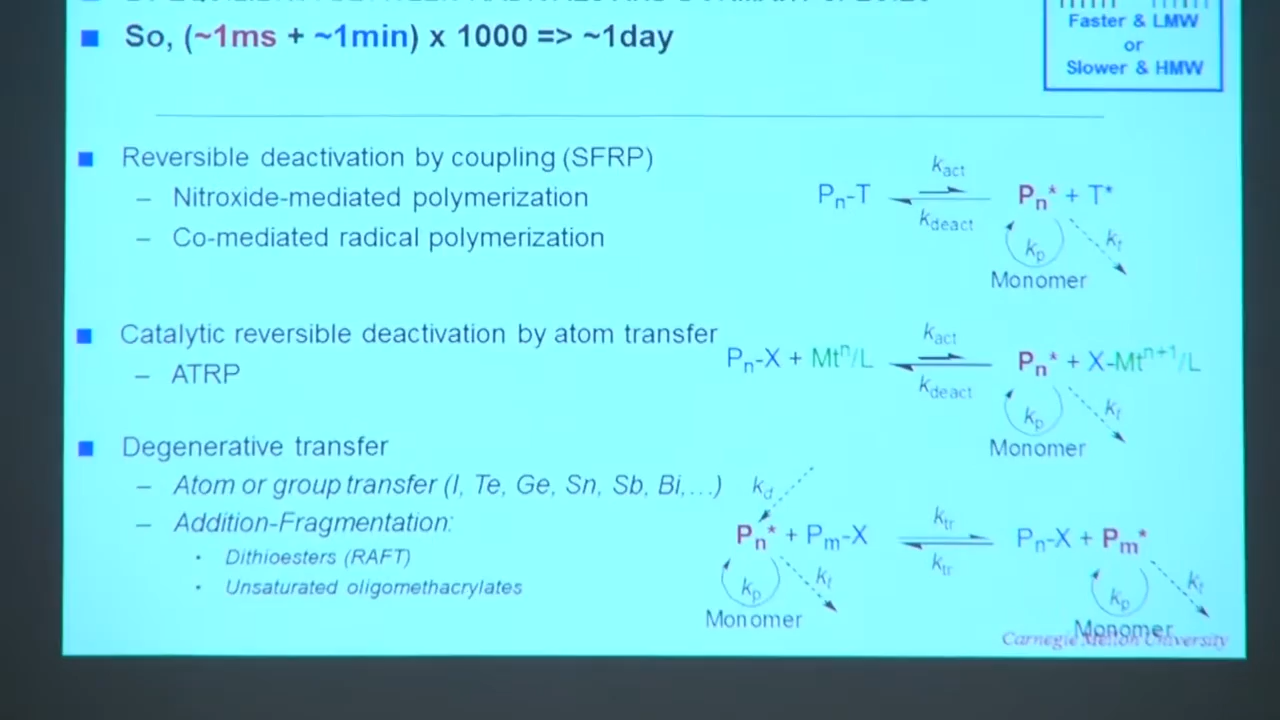 So, (~1ms + ~1min) x 1000 => ~1day
Faster & LMW
or
Slower & HMW
Reversible deactivation by coupling (SFRP)
– Nitroxide-mediated polymerization
– Co-mediated radical polymerization
Pn-T kact kdeact Pn* + T*
kp kt
Monomer
Catalytic reversible deactivation by atom transfer
– ATRP
Pn-X + Mtⁿ/L kact kdeact Pn* + X-Mtⁿ⁺¹/L
kp kt
Monomer
Degenerative transfer
– Atom or group transfer (I, Te, Ge, Sn, Sb, Bi,...)
– Addition-Fragmentation:
· Dithioesters (RAFT)
· Unsaturated oligomethacrylates
kd
Pn* + Pm-X ktr ktr Pn-X + Pm*
kp kt kp kt
Monomer Monomer
Carnegie Mellon University